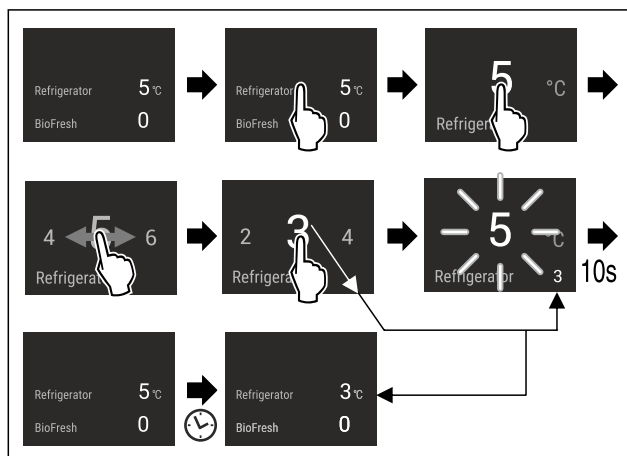 Refrigerator 5 °C
BioFresh 0
Refrigerator 5 °C
BioFresh 0
5 °C
Refriger
4 5 6
Refrigerat
2 3 4
Refrigera
5 °C
Refrigerator 3
10s
Refrigerator 5 °C
BioFresh 0
Refrigerator 3 °C
BioFresh 0